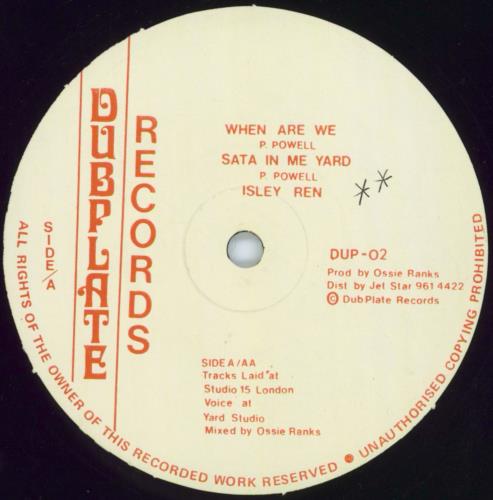 DUBPLATE
RECORDS
SIDE/A
WHEN ARE WE
P. POWELL
SATA IN ME YARD
P. POWELL
ISLEY REN
**
DUP-02
Prod by Ossie Ranks
Dist by Jet Star 961 4422
© DubPlate Records
SIDE A/AA
Tracks Laid at
Studio 15 London
Voice at
Yard Studio
Mixed by Ossie Ranks
ALL RIGHTS OF THE OWNER OF THIS RECORDED WORK RESERVED • UNAUTHORISED COPYING PROHIBITED